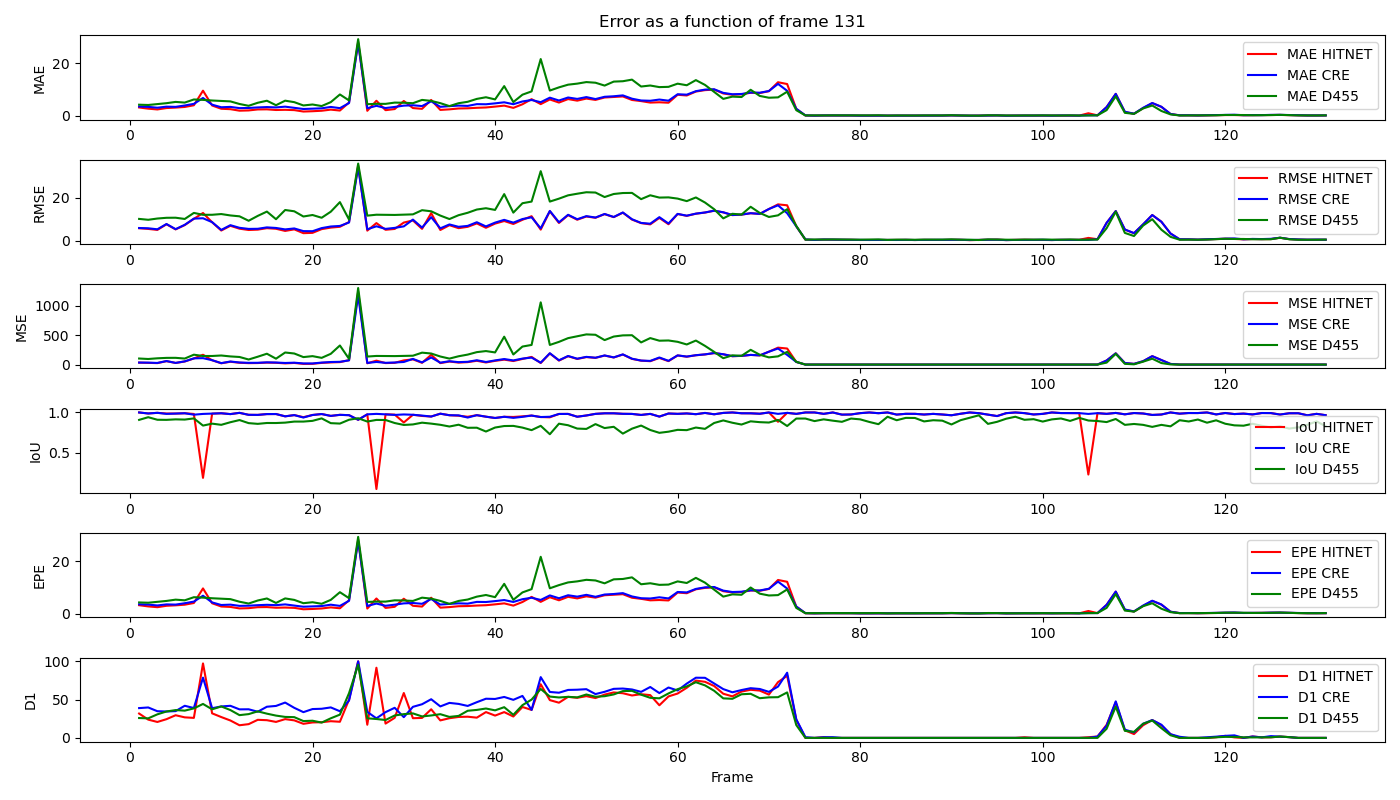 Error as a function of frame 131
MAE
20
0
MAE HITNET
MAE CRE
MAE D455
0 20 40 60 80 100 120
RMSE
20
0
RMSE HITNET
RMSE CRE
RMSE D455
0 20 40 60 80 100 120
MSE
1000
500
0
MSE HITNET
MSE CRE
MSE D455
0 20 40 60 80 100 120
IoU
1.0
0.5
IoU HITNET
IoU CRE
IoU D455
0 20 40 60 80 100 120
EPE
20
0
EPE HITNET
EPE CRE
EPE D455
0 20 40 60 80 100 120
D1
100
50
0
D1 HITNET
D1 CRE
D1 D455
0 20 40 60 80 100 120
Frame